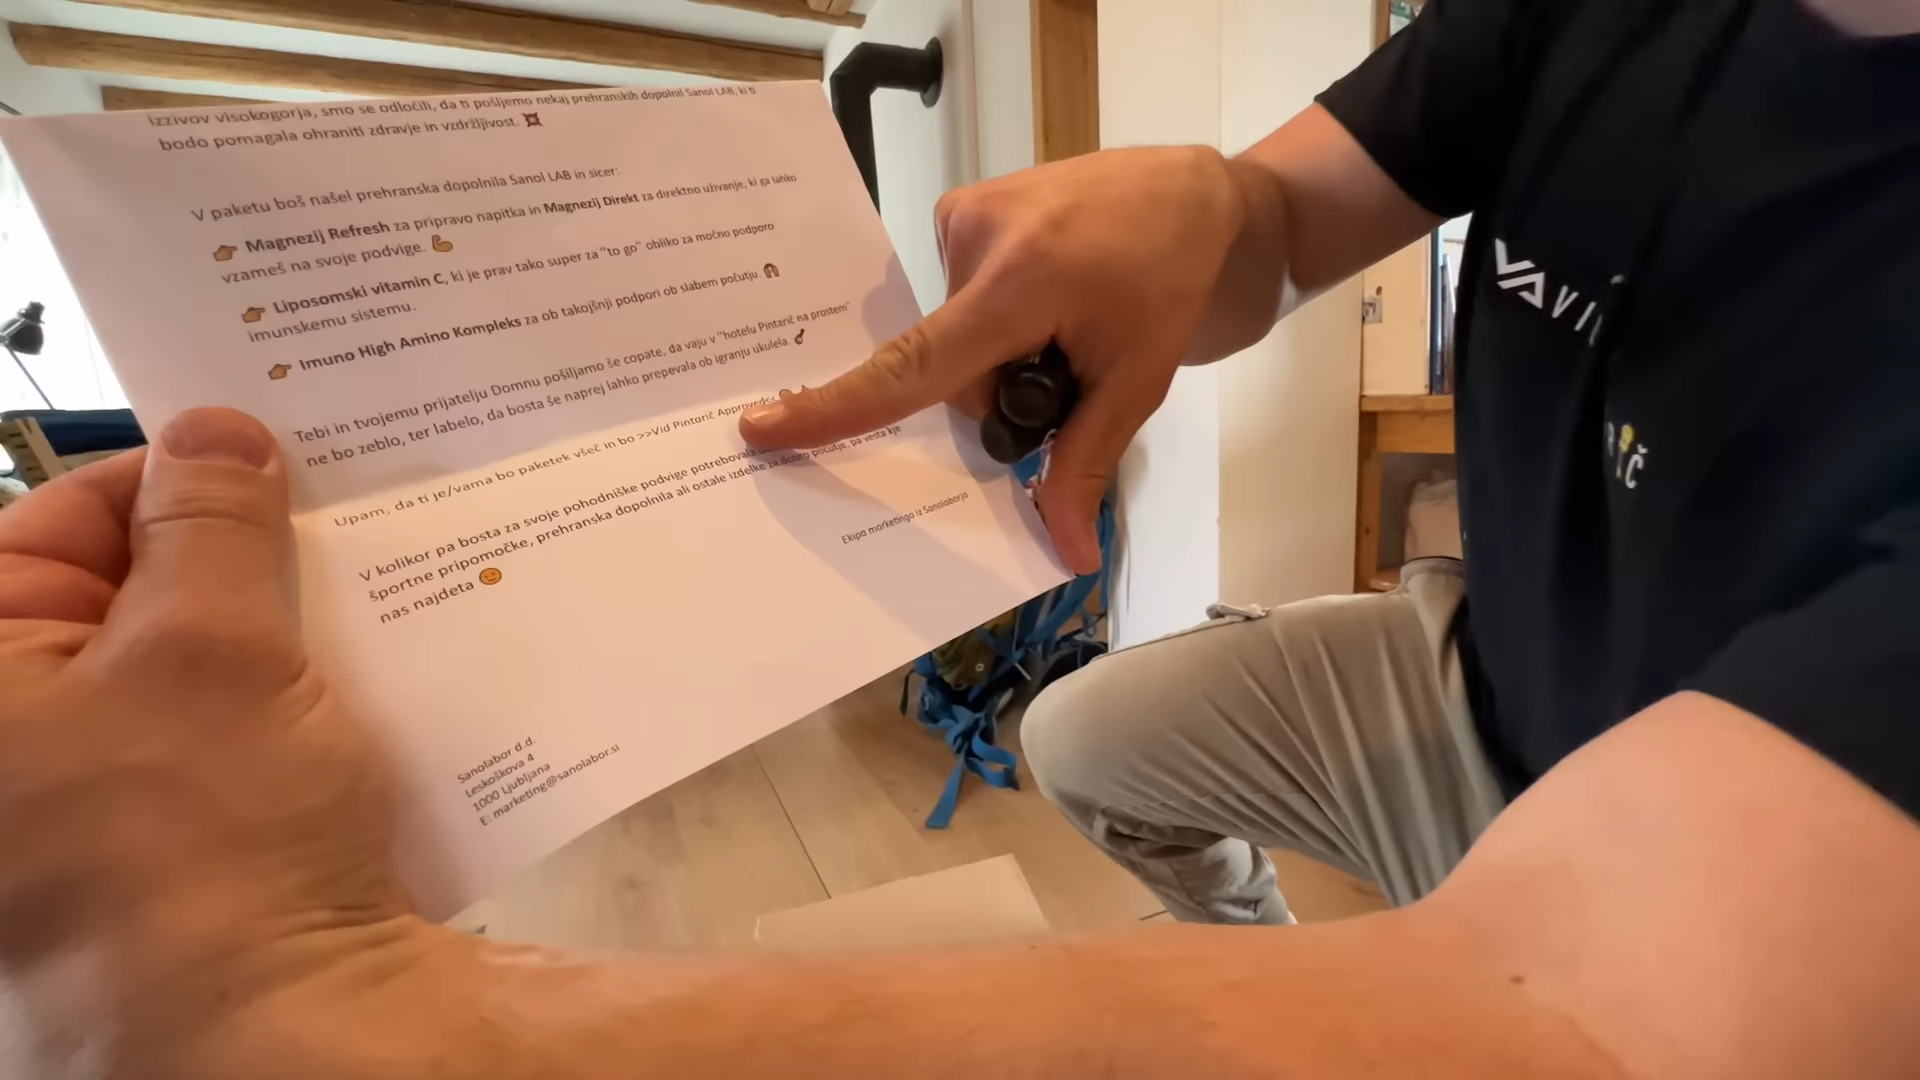 izzivov visokogorja, smo se odločili, da ti pošljemo nekaj prehranskih dopolnil Sanol LAB, ki ti
bodo pomagala ohraniti zdravje in vzdržljivost.
V paketu boš našel prehranska dopolnila Sanol LAB in sicer:
Magnezij Refresh za pripravo napitka in Magnezij Direkt za direktno uživanje, ki ga lahko
vzameš na svoje podvige.
Liposomski vitamin C, ki je prav tako super za "to go" obliko za močno podporo
imunskemu sistemu.
Imuno High Amino Kompleks za ob takojšnji podpori ob slabem počutju.
Tebi in tvojemu prijatelju Domnu pošiljamo še copate, da vaju v "hotelu Pintarič na prostem"
ne bo zeblo, ter labelo, da bosta še naprej lahko prepevala ob igranju ukulela
Upam, da ti je/vama bo paketek všeč in bo >>Vid Pintarič Approved<<
V kolikor pa bosta za svoje pohodniške podvige potrebovala
športne pripomočke, prehranska dopolnila ali ostale izdelke za dobro počutje, pa vesta kje
nas najdeta
Ekipa marketinga iz Sanolaborja
Sanolabor d.d.
Leskoškova 4
1000 Ljubljana
E: marketing@sanolabor.si